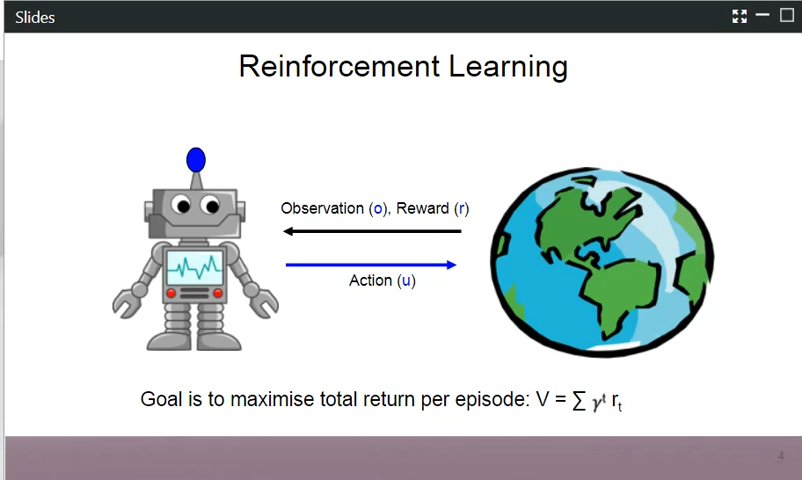 Slides
Reinforcement Learning
Observation (o), Reward (r)
Action (u)
Goal is to maximise total return per episode: V = ∑ γᵗ rₜ
4